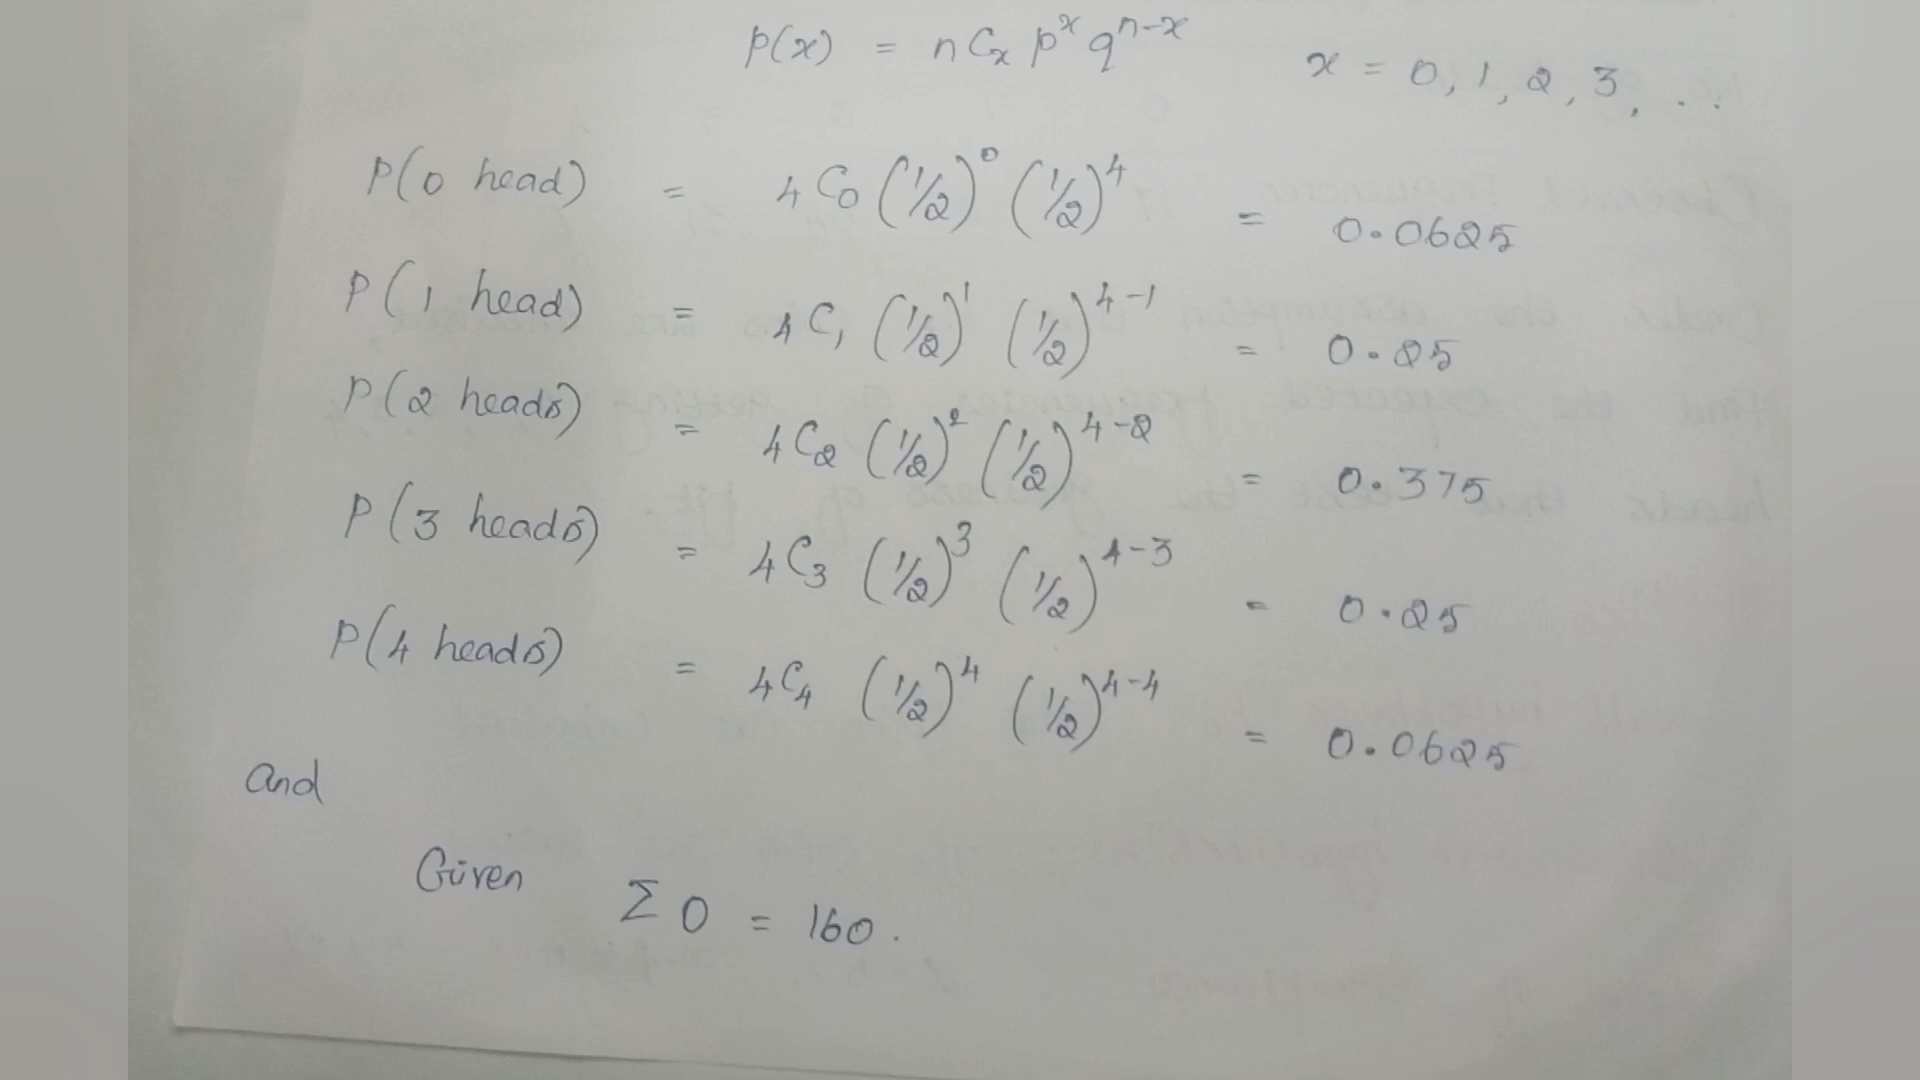 p(x) = nCx p^x q^n-x x = 0, 1, 2, 3, . .
P(0 head) = 4C0 (1/2)^0 (1/2)^4 = 0.0625
P(1 head) = 4C1 (1/2)^1 (1/2)^4-1 = 0.25
P(2 heads) = 4C2 (1/2)^2 (1/2)^4-2 = 0.375
P(3 heads) = 4C3 (1/2)^3 (1/2)^4-3 = 0.25
P(4 heads) = 4C4 (1/2)^4 (1/2)^4-4 = 0.0625
and
Given Σ O = 160.